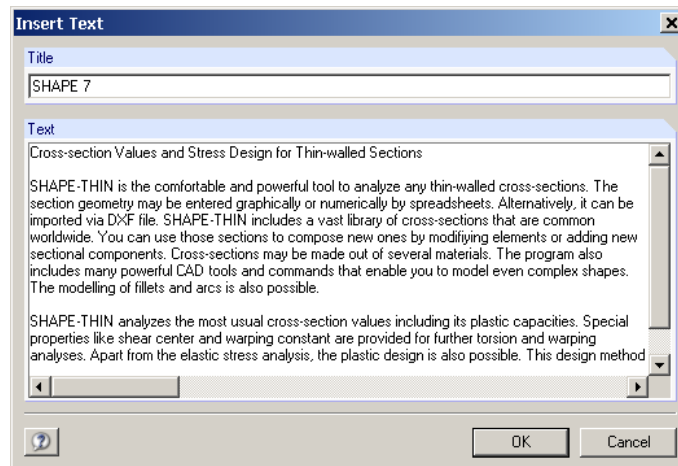 Insert Text
Title
SHAPE 7
Text
Cross-section Values and Stress Design for Thin-walled Sections
SHAPE-THIN is the comfortable and powerful tool to analyze any thin-walled cross-sections. The
section geometry may be entered graphically or numerically by spreadsheets. Alternatively, it can be
imported via DXF file. SHAPE-THIN includes a vast library of cross-sections that are common
worldwide. You can use those sections to compose new ones by modifiying elements or adding new
sectional components. Cross-sections may be made out of several materials. The program also
includes many powerful CAD tools and commands that enable you to model even complex shapes.
The modelling of fillets and arcs is also possible.
SHAPE-THIN analyzes the most usual cross-section values including its plastic capacities. Special
properties like shear center and warping constant are provided for further torsion and warping
analyses. Apart from the elastic stress analysis, the plastic design is also possible. This design method
OK
Cancel